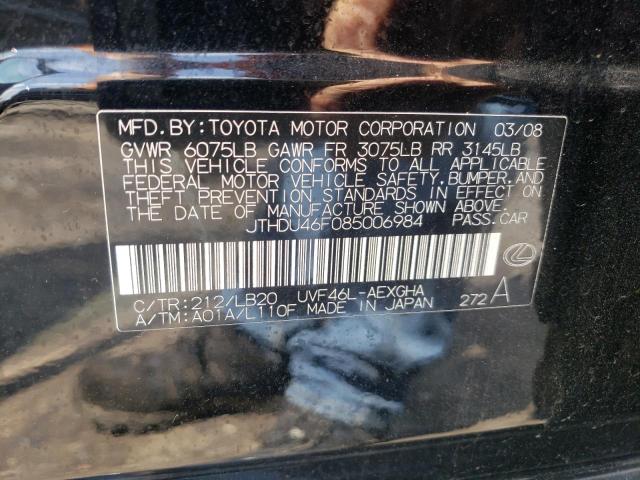 MFD.BY:TOYOTA MOTOR CORPORATION 03/08
GVWR 6075LB GAWR FR 3075LB RR 3145LB
THIS VEHICLE CONFORMS TO ALL APPLICABLE
FEDERAL MOTOR VEHICLE SAFETY,BUMPER,AND
THEFT PREVENTION STANDARDS IN EFFECT ON
THE DATE OF MANUFACTURE SHOWN ABOVE.
JTHDU46F085006984 PASS.CAR
C/TR:212/LB20 UVF46L-AEXGHA
A/TM:A01A/L110F MADE IN JAPAN 272A